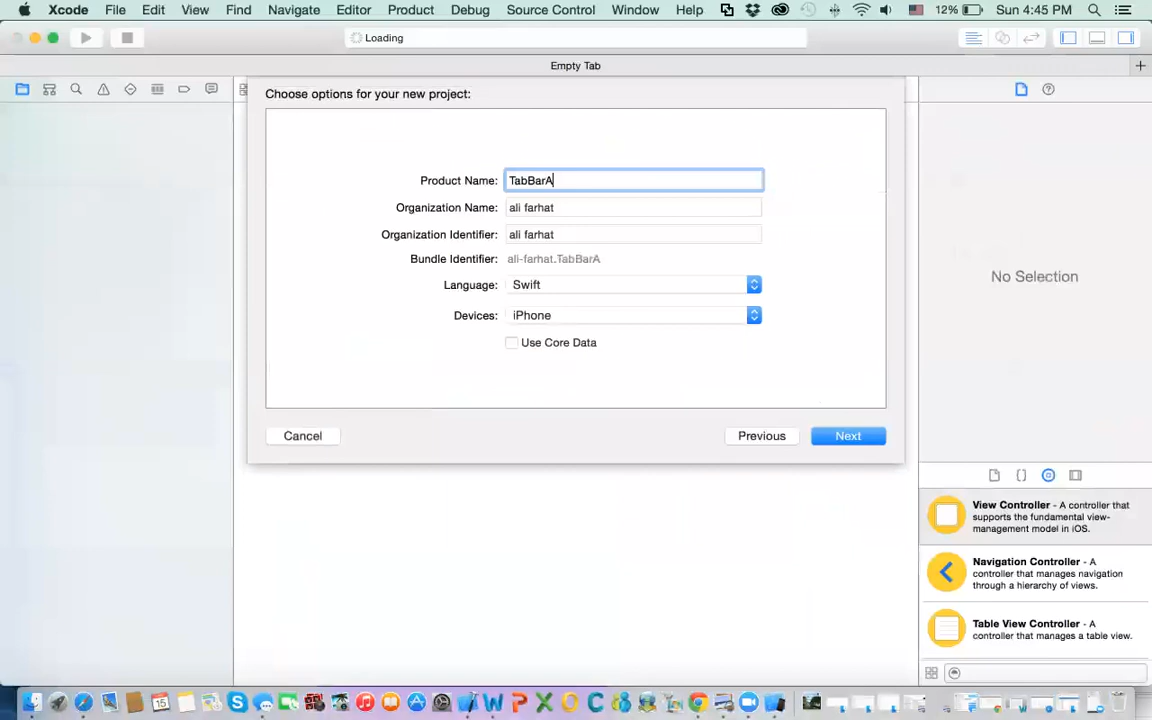 Xcode File Edit View Find Navigate Editor Product Debug Source Control Window Help 12% Sun 4:45 PM
Loading
Empty Tab
Choose options for your new project:
Product Name: TabBarA
Organization Name: ali farhat
Organization Identifier: ali farhat
Bundle Identifier: ali-farhat.TabBarA
Language: Swift
Devices: iPhone
Use Core Data
Cancel Previous Next
No Selection
View Controller - A controller that
supports the fundamental view-
management model in iOS.
Navigation Controller - A
controller that manages navigation
through a hierarchy of views.
Table View Controller - A
controller that manages a table view.